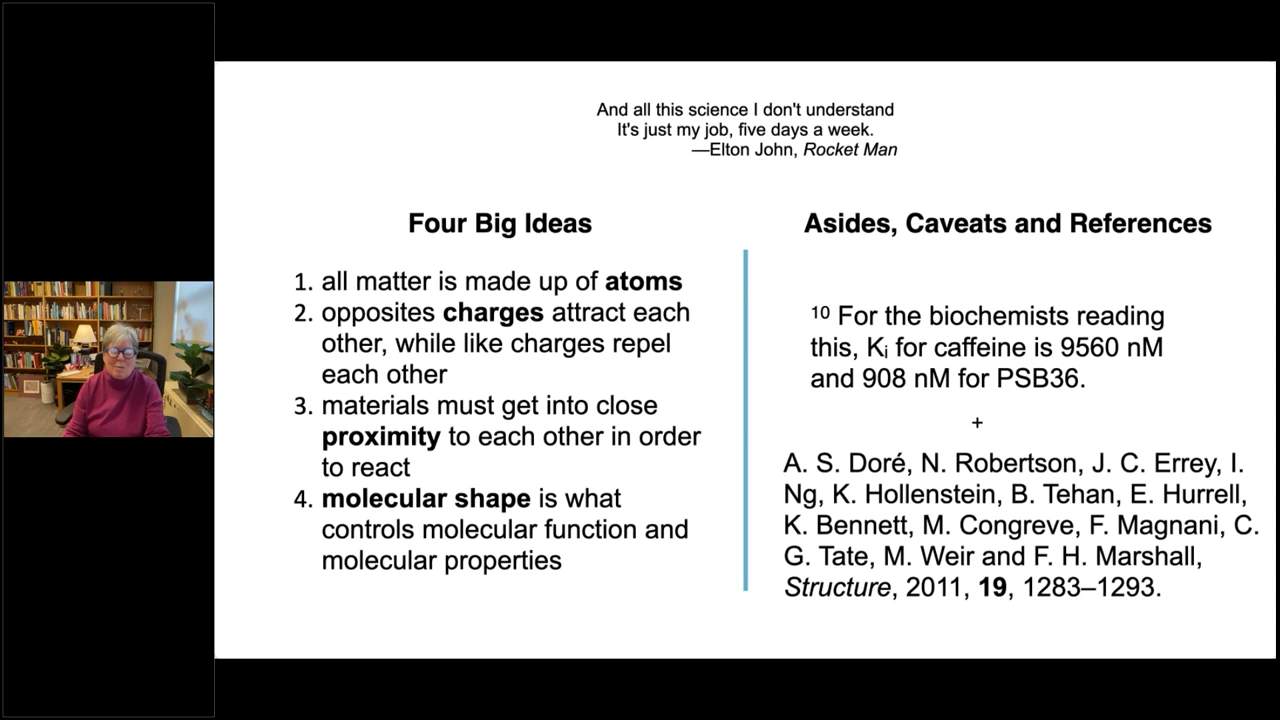 And all this science I don't understand
It's just my job, five days a week.
—Elton John, Rocket Man
Four Big Ideas
1. all matter is made up of atoms
2. opposites charges attract each
other, while like charges repel
each other
3. materials must get into close
proximity to each other in order
to react
4. molecular shape is what
controls molecular function and
molecular properties
Asides, Caveats and References
10 For the biochemists reading
this, Ki for caffeine is 9560 nM
and 908 nM for PSB36.
+
A. S. Doré, N. Robertson, J. C. Errey, I.
Ng, K. Hollenstein, B. Tehan, E. Hurrell,
K. Bennett, M. Congreve, F. Magnani, C.
G. Tate, M. Weir and F. H. Marshall,
Structure, 2011, 19, 1283–1293.